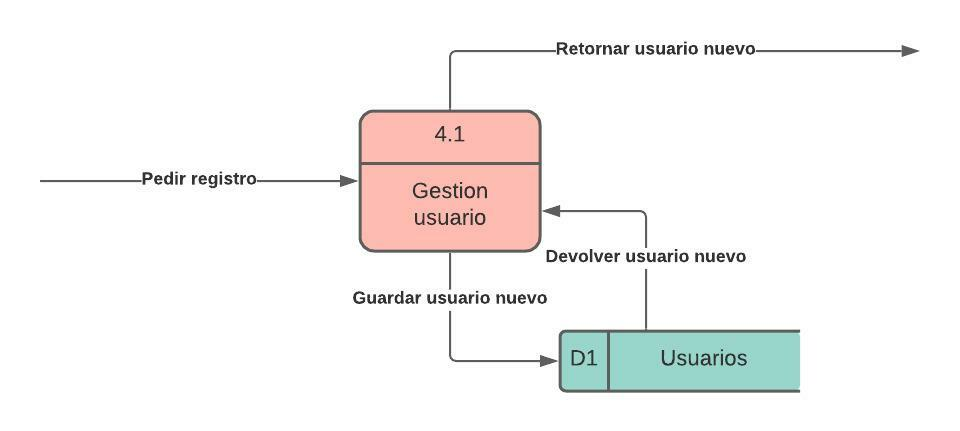 Retornar usuario nuevo
4.1
Pedir registro
Gestion
usuario
Devolver usuario nuevo
Guardar usuario nuevo
D1
Usuarios